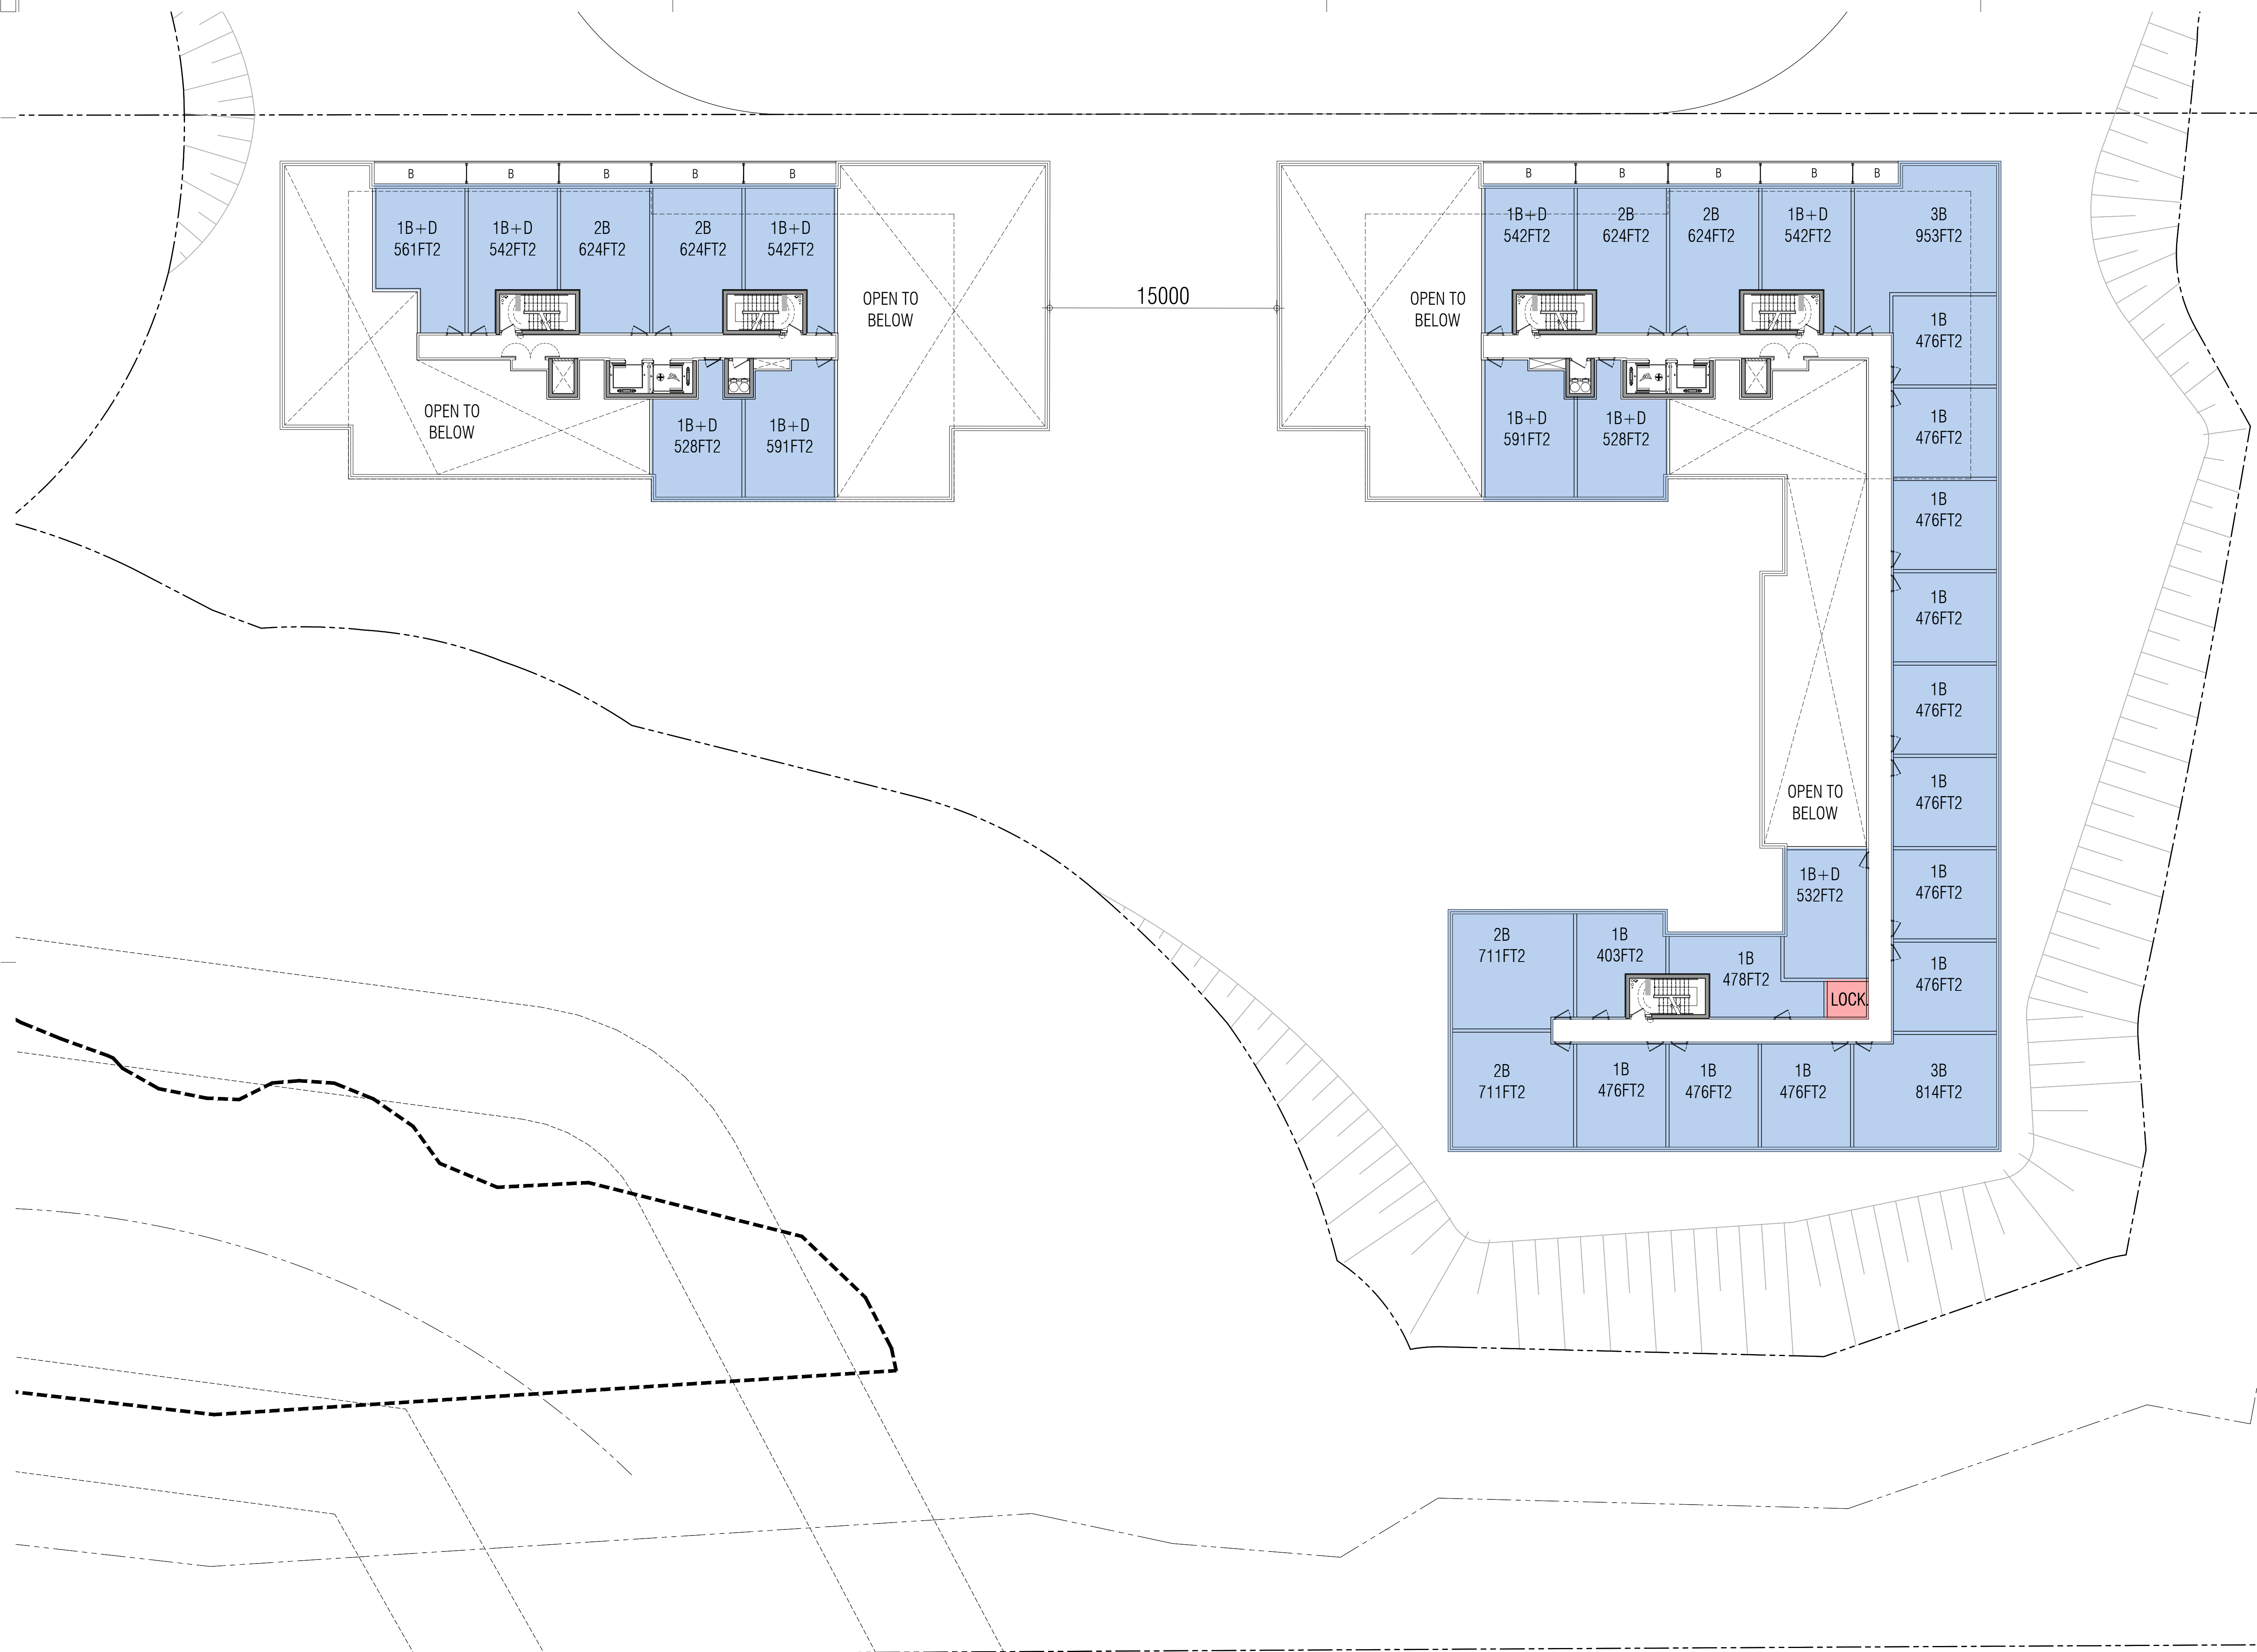 B
B
B
B
B
B
B
B
B
B
1B+D
561FT2
1B+D
542FT2
2B
624FT2
2B
624FT2
1B+D
542FT2
1B+D
542FT2
2B
624FT2
2B
624FT2
1B+D
542FT2
3B
953FT2
OPEN TO
BELOW
15000
OPEN TO
BELOW
1B
476FT2
OPEN TO
BELOW
1B+D
528FT2
1B+D
591FT2
1B+D
591FT2
1B+D
528FT2
1B
476FT2
1B
476FT2
1B
476FT2
1B
476FT2
1B
476FT2
OPEN TO
BELOW
1B+D
532FT2
1B
476FT2
2B
711FT2
1B
403FT2
1B
478FT2
1B
476FT2
LOCK.
2B
711FT2
1B
476FT2
1B
476FT2
1B
476FT2
3B
814FT2